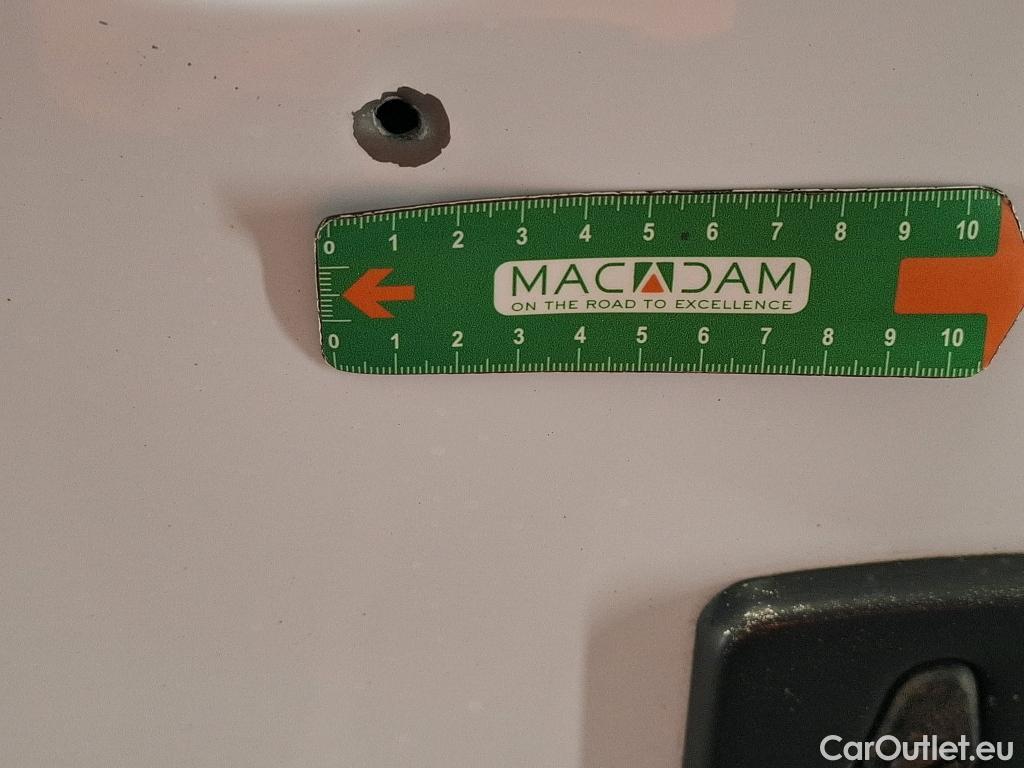 0 1 2 3 4 5 6 7 8 9 10
MACADAM
ON THE ROAD TO EXCELLENCE
0 1 2 3 4 5 6 7 8 9 10
CarOutlet.eu